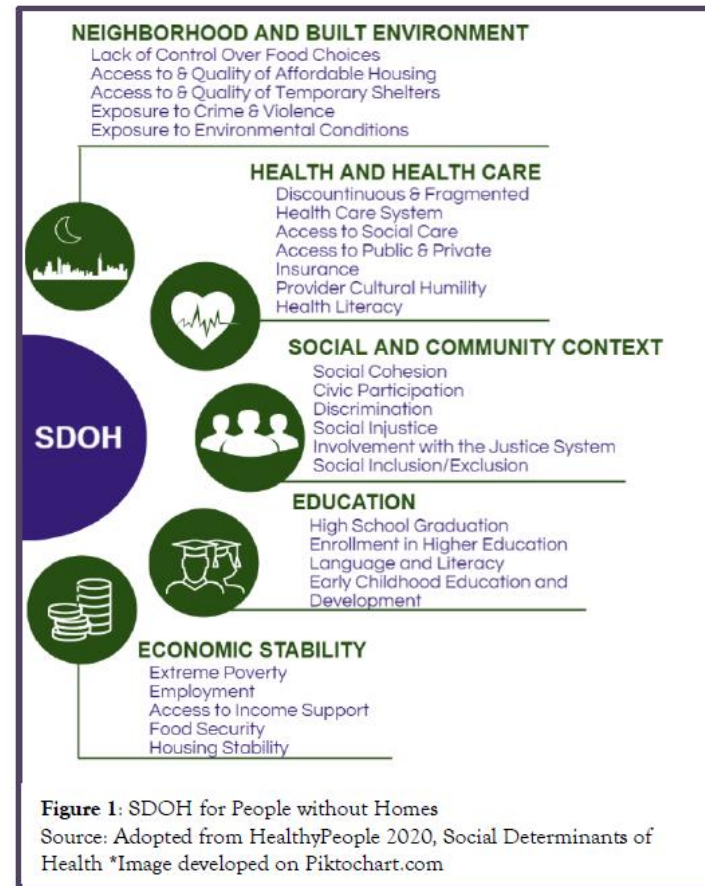 NEIGHBORHOOD AND BUILT ENVIRONMENT
Lack of Control Over Food Choices
Access to & Quality of Affordable Housing
Access to & Quality of Temporary Shelters
Exposure to Crime & Violence
Exposure to Environmental Conditions
HEALTH AND HEALTH CARE
Discountinuous & Fragmented
Health Care System
Access to Social Care
Access to Public & Private
Insurance
Provider Cultural Humility
Health Literacy
SOCIAL AND COMMUNITY CONTEXT
Social Cohesion
Civic Participation
Discrimination
Social Injustice
Involvement with the Justice System
Social Inclusion/Exclusion
SDOH
EDUCATION
High School Graduation
Enrollment in Higher Education
Language and Literacy
Early Childhood Education and
Development
ECONOMIC STABILITY
Extreme Poverty
Employment
Access to Income Support
Food Security
Housing Stability
Figure 1: SDOH for People without Homes
Source: Adopted from HealthyPeople 2020, Social Determinants of
Health *Image developed on Piktochart.com